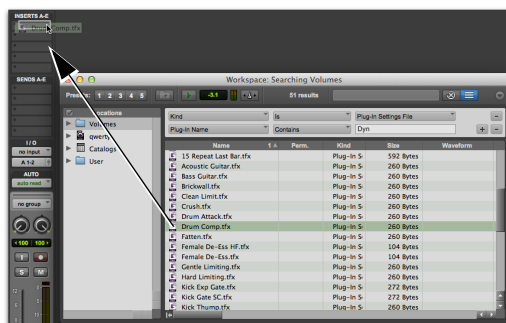 INSERTS A-E
Drum Comp.tfx
SENDS A-E
I / O
no input
A 1-2
AUTO
auto read
no group
100 100
I
S M
12 0
0 5
5 10
Workspace: Searching Volumes
Presets: 1 2 3 4 5 -3.1 51 results
Locations
Volumes
qwerty
Catalogs
User
Kind Is Plug-In Settings File
Plug-In Name Contains Dyn
Name 1 Perm. Kind Size Waveform
15 Repeat Last Bar.tfx Plug-In S 592 Bytes
Acoustic Guitar.tfx Plug-In S 260 Bytes
Bass Guitar.tfx Plug-In S 260 Bytes
Brickwall.tfx Plug-In S 260 Bytes
Clean Limit.tfx Plug-In S 260 Bytes
Crush.tfx Plug-In S 260 Bytes
Drum Attack.tfx Plug-In S 260 Bytes
Drum Comp.tfx Plug-In S 260 Bytes
Fatten.tfx Plug-In S 260 Bytes
Female De-Ess HF.tfx Plug-In S 104 Bytes
Female De-Ess.tfx Plug-In S 104 Bytes
Gentle Limiting.tfx Plug-In S 260 Bytes
Hard Limiting.tfx Plug-In S 260 Bytes
Kick Exp Gate.tfx Plug-In S 272 Bytes
Kick Gate SC.tfx Plug-In S 272 Bytes
Kick Thump.tfx Plug-In S 260 Bytes